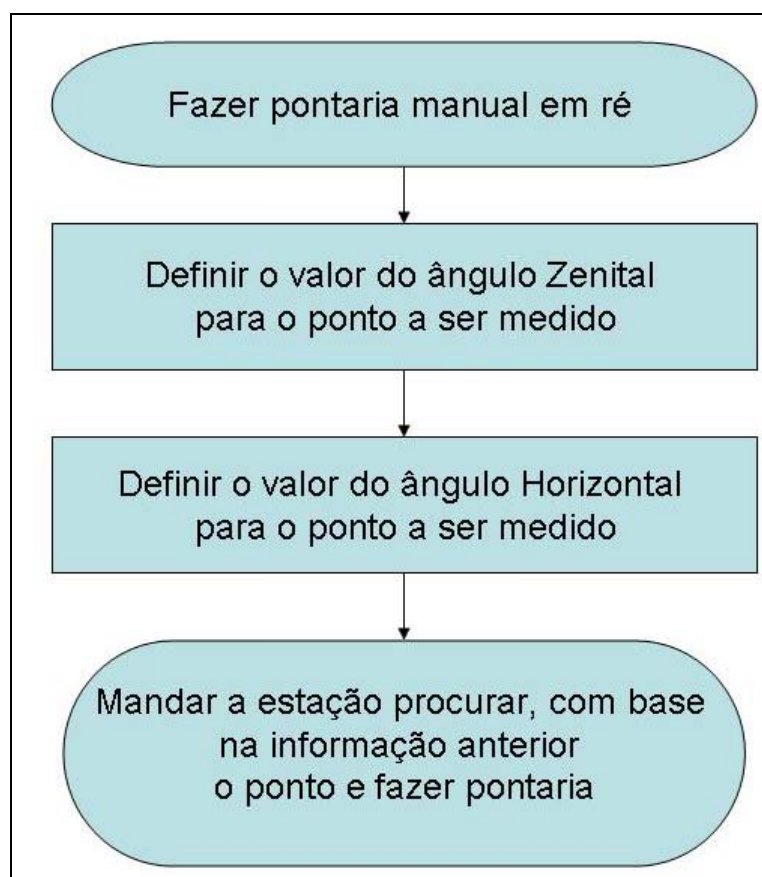 Fazer pontaria manual em ré
Definir o valor do ângulo Zenital
para o ponto a ser medido
Definir o valor do ângulo Horizontal
para o ponto a ser medido
Mandar a estação procurar, com base
na informação anterior
o ponto e fazer pontaria